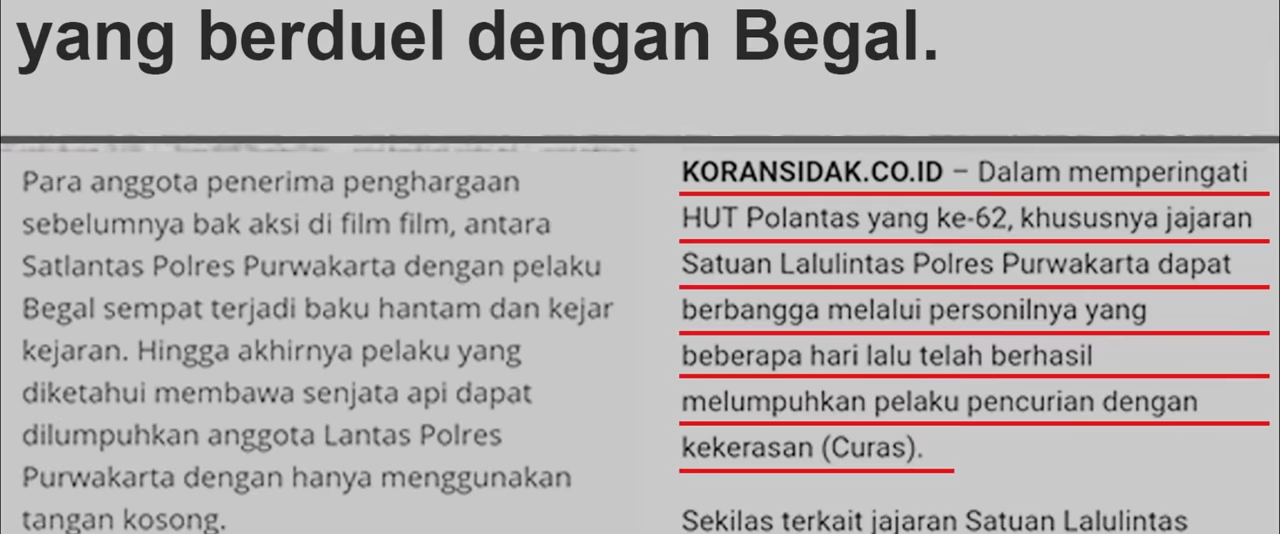 yang berduel dengan Begal.
Para anggota penerima penghargaan
sebelumnya bak aksi di film film, antara
Satlantas Polres Purwakarta dengan pelaku
Begal sempat terjadi baku hantam dan kejar
kejaran. Hingga akhirnya pelaku yang
diketahui membawa senjata api dapat
dilumpuhkan anggota Lantas Polres
Purwakarta dengan hanya menggunakan
tangan kosong.
KORANSIDAK.CO.ID – Dalam memperingati
HUT Polantas yang ke-62, khususnya jajaran
Satuan Lalulintas Polres Purwakarta dapat
berbangga melalui personilnya yang
beberapa hari lalu telah berhasil
melumpuhkan pelaku pencurian dengan
kekerasan (Curas).
Sekilas terkait jajaran Satuan Lalulintas